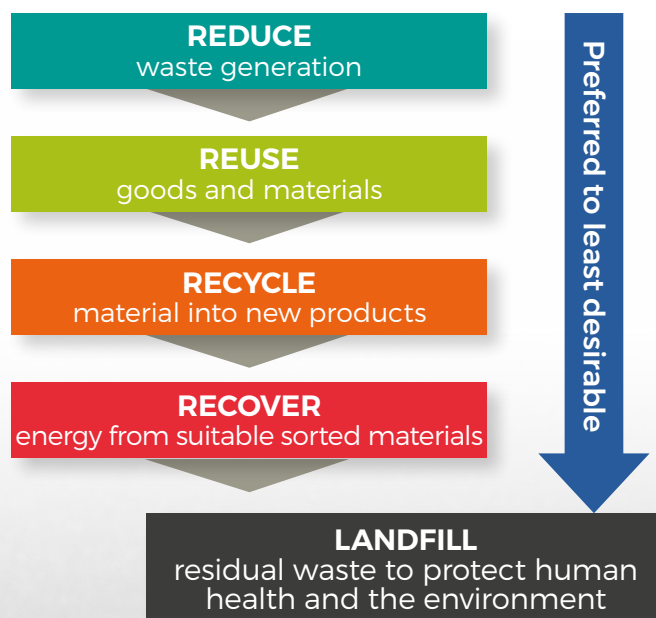 REDUCE
waste generation
REUSE
goods and materials
RECYCLE
material into new products
RECOVER
energy from suitable sorted materials
LANDFILL
residual waste to protect human
health and the environment
Preferred to least desirable